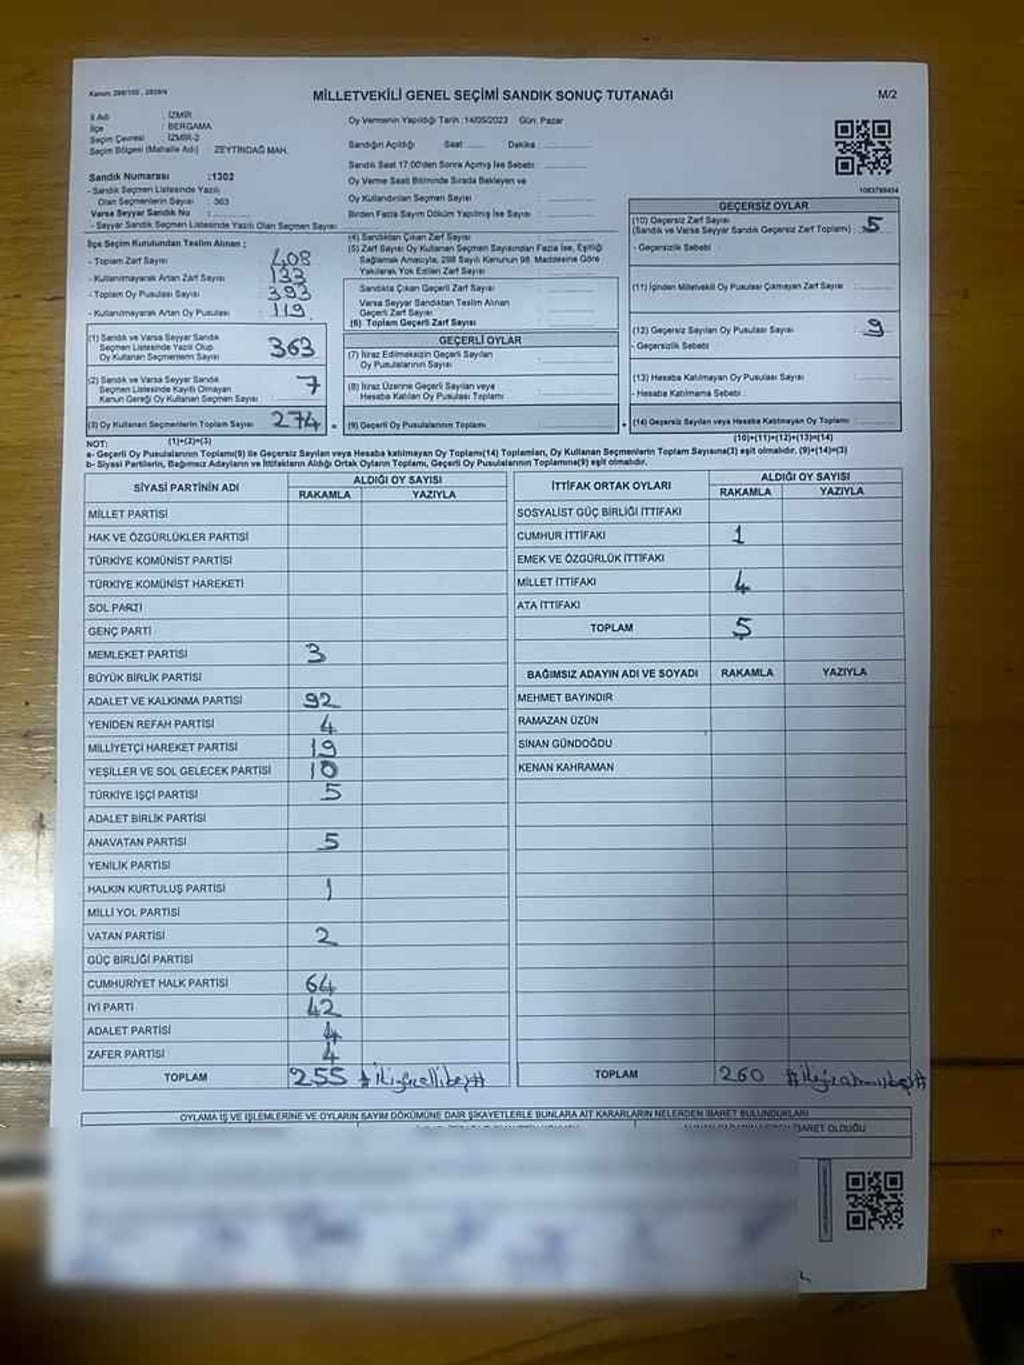 Kanun 298/105 , 2839/4
MİLLETVEKİLİ GENEL SEÇİMİ SANDIK SONUÇ TUTANAĞI
M/2
İl Adı : İZMİR
İlçe : BERGAMA
Seçim Çevresi : İZMİR-2
Seçim Bölgesi (Mahalle Adı) ZEYTİNDAĞ MAH.
Sandık Numarası :1302
- Sandık Seçmen Listesinde Yazılı
Olan Seçmenlerin Sayısı : 363
Varsa Seyyar Sandık No :
- Seyyar Sandık Seçmen Listesinde Yazılı Olan Seçmen Sayısı
Oy Vermenin Yapıldığı Tarih :14/05/2023 Gün: Pazar
Sandığın Açıldığı Saat: Dakika :
Sandık Saat 17:00'den Sonra Açılmış İse Sebebi:
Oy Verme Saati Bitiminde Sırada Bekleyen ve
Oy Kullandırılan Seçmen Sayısı
Birden Fazla Sayım Döküm Yapılmış İse Sayısı
İlçe Seçim Kurulundan Teslim Alınan ;
- Toplam Zarf Sayısı 408
- Kullanılmayarak Artan Zarf Sayısı 133
- Toplam Oy Pusulası Sayısı 393
- Kullanılmayarak Artan Oy Pusulası 119
(1) Sandık ve Varsa Seyyar Sandık
Seçmen Listesinde Yazılı Olup
Oy Kullanan Seçmenlerin Sayısı 363
(2) Sandık ve Varsa Seyyar Sandık
Seçmen Listesinde Kayıtlı Olmayan
Kanun Gereği Oy Kullanan Seçmen Sayısı 7
(3) Oy Kullanan Seçmenlerin Toplam Sayısı 274
(4) Sandıktan Çıkan Zarf Sayısı
(5) Zarf Sayısı Oy Kullanan Seçmen Sayısından Fazla İse, Eşitliği
Sağlamak Amacıyla, 298 Sayılı Kanunun 98. Maddesine Göre
Yakılarak Yok Edilen Zarf Sayısı
Sandıkta Çıkan Geçerli Zarf Sayısı
Varsa Seyyar Sandıktan Teslim Alınan
Geçerli Zarf Sayısı
(6) Toplam Geçerli Zarf Sayısı
GEÇERLİ OYLAR
(7) İtiraz Edilmeksizin Geçerli Sayılan
Oy Pusulalarının Sayısı
(8) İtiraz Üzerine Geçerli Sayılan veya
Hesaba Katılan Oy Pusulası Toplamı
= (9) Geçerli Oy Pusulalarının Toplamı
GEÇERSİZ OYLAR
(10) Geçersiz Zarf Sayısı
(Sandık ve Varsa Seyyar Sandık Geçersiz Zarf Toplamı) : 5
- Geçersizlik Sebebi
(11) İçinden Milletvekili Oy Pusulası Çıkmayan Zarf Sayısı
(12) Geçersiz Sayılan Oy Pusulası Sayısı 9
- Geçersizlik Sebebi
(13) Hesaba Katılmayan Oy Pusulası Sayısı
- Hesaba Katılmama Sebebi
+ (14) Geçersiz Sayılan veya Hesaba Katılmayan Oy Toplamı
NOT: (1)+(2)=(3) (10)+(11)+(12)+(13)=(14)
a- Geçerli Oy Pusulalarının Toplamı(9) ile Geçersiz Sayılan veya Hesaba katılmayan Oy Toplamı(14) Toplamları, Oy Kullanan Seçmenlerin Toplam Sayısına(3) eşit olmalıdır. (9)+(14)=(3)
b- Siyasi Partilerin, Bağımsız Adayların ve İttifakların Aldığı Ortak Oyların Toplamı, Geçerli Oy Pusulalarının Toplamına(9) eşit olmalıdır.
SİYASİ PARTİNİN ADI ALDIĞI OY SAYISI
RAKAMLA YAZIYLA
MİLLET PARTİSİ
HAK VE ÖZGÜRLÜKLER PARTİSİ
TÜRKİYE KOMÜNİST PARTİSİ
TÜRKİYE KOMÜNİST HAREKETİ
SOL PARTİ
GENÇ PARTİ
MEMLEKET PARTİSİ 3
BÜYÜK BİRLİK PARTİSİ
ADALET VE KALKINMA PARTİSİ 92
YENİDEN REFAH PARTİSİ 4
MİLLİYETÇİ HAREKET PARTİSİ 19
YEŞİLLER VE SOL GELECEK PARTİSİ 10
TÜRKİYE İŞÇİ PARTİSİ 5
ADALET BİRLİK PARTİSİ
ANAVATAN PARTİSİ 5
YENİLİK PARTİSİ
HALKIN KURTULUŞ PARTİSİ 1
MİLLİ YOL PARTİSİ
VATAN PARTİSİ 2
GÜÇ BİRLİĞİ PARTİSİ
CUMHURİYET HALK PARTİSİ 64
İYİ PARTİ 42
ADALET PARTİSİ 4
ZAFER PARTİSİ 4
TOPLAM 255
İTTİFAK ORTAK OYLARI ALDIĞI OY SAYISI
RAKAMLA YAZIYLA
SOSYALİST GÜÇ BİRLİĞİ İTTİFAKI
CUMHUR İTTİFAKI 1
EMEK VE ÖZGÜRLÜK İTTİFAKI
MİLLET İTTİFAKI 4
ATA İTTİFAKI
TOPLAM 5
BAĞIMSIZ ADAYIN ADI VE SOYADI RAKAMLA YAZIYLA
MEHMET BAYINDIR
RAMAZAN ÜZÜN
SİNAN GÜNDOĞDU
KENAN KAHRAMAN
TOPLAM 260
OYLAMA İŞ VE İŞLEMLERİNE VE OYLARIN SAYIM DÖKÜMÜNE DAİR ŞİKAYETLERLE BUNLARA AİT KARARLARIN NELERDEN İBARET BULUNDUKLARI